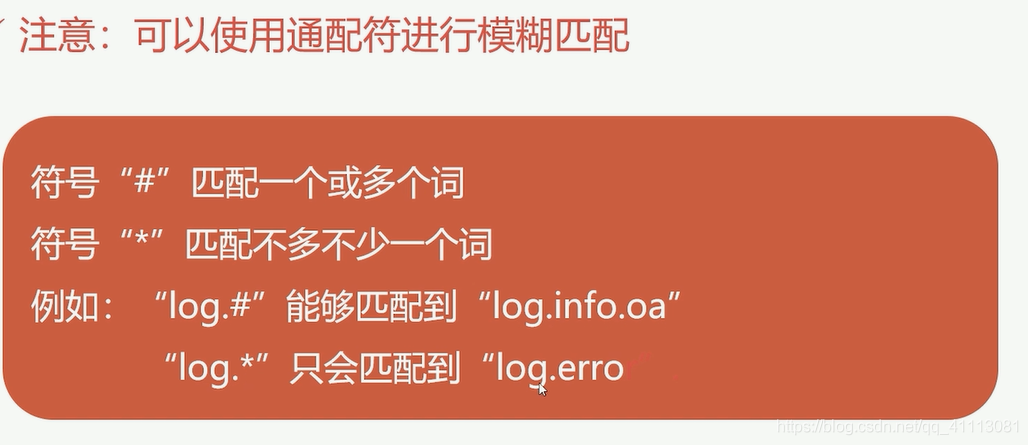 注意：可以使用通配符进行模糊匹配
符号“#”匹配一个或多个词
符号“*”匹配不多不少一个词
例如：“log.#”能够匹配到“log.info.oa”
“log.*”只会匹配到“log.erro
https://blog.csdn.net/qq_41113081